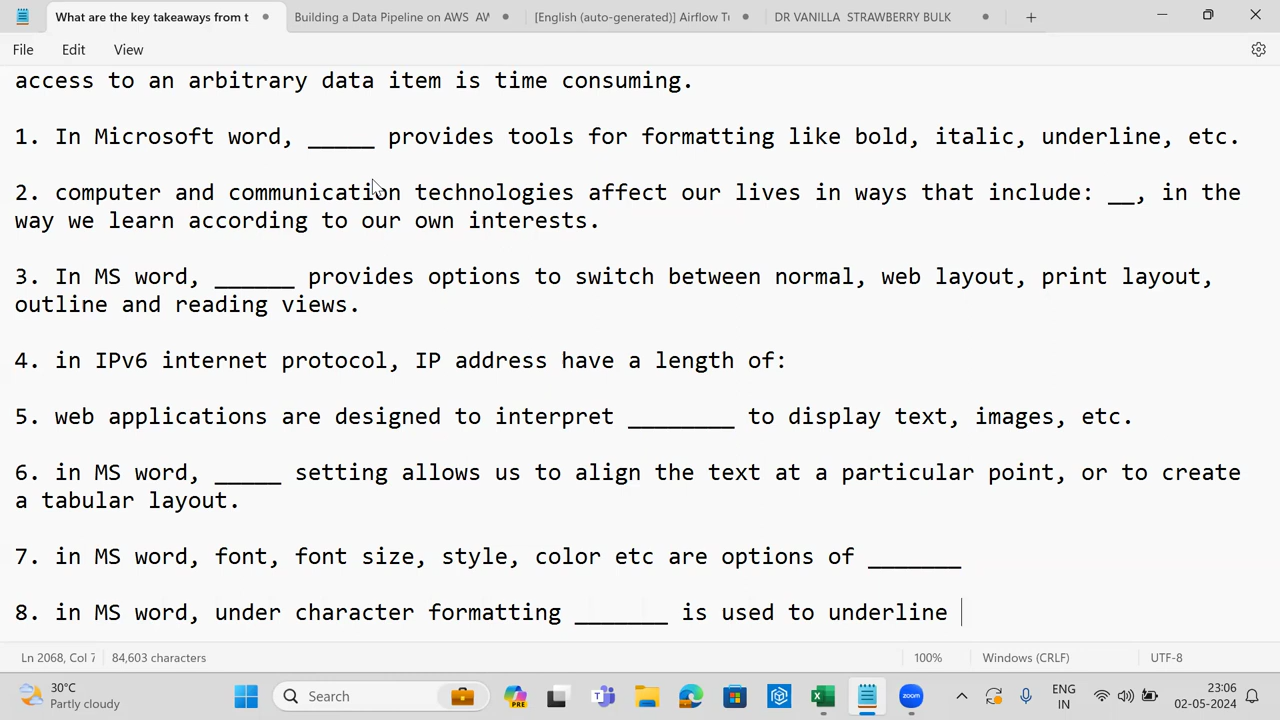 What are the key takeaways from t
Building a Data Pipeline on AWS AW
[English (auto-generated)] Airflow Tu
DR VANILLA STRAWBERRY BULK
File Edit View
access to an arbitrary data item is time consuming.
1. In Microsoft word, _____ provides tools for formatting like bold, italic, underline, etc.
2. computer and communication technologies affect our lives in ways that include: __, in the
way we learn according to our own interests.
3. In MS word, ______ provides options to switch between normal, web layout, print layout,
outline and reading views.
4. in IPv6 internet protocol, IP address have a length of:
5. web applications are designed to interpret ________ to display text, images, etc.
6. in MS word, _____ setting allows us to align the text at a particular point, or to create
a tabular layout.
7. in MS word, font, font size, style, color etc are options of _______
8. in MS word, under character formatting _______ is used to underline
Ln 2068, Col 7 84,603 characters 100% Windows (CRLF) UTF-8
30°C
Partly cloudy
Search
PRE
zoom
ENG
IN
23:06
02-05-2024